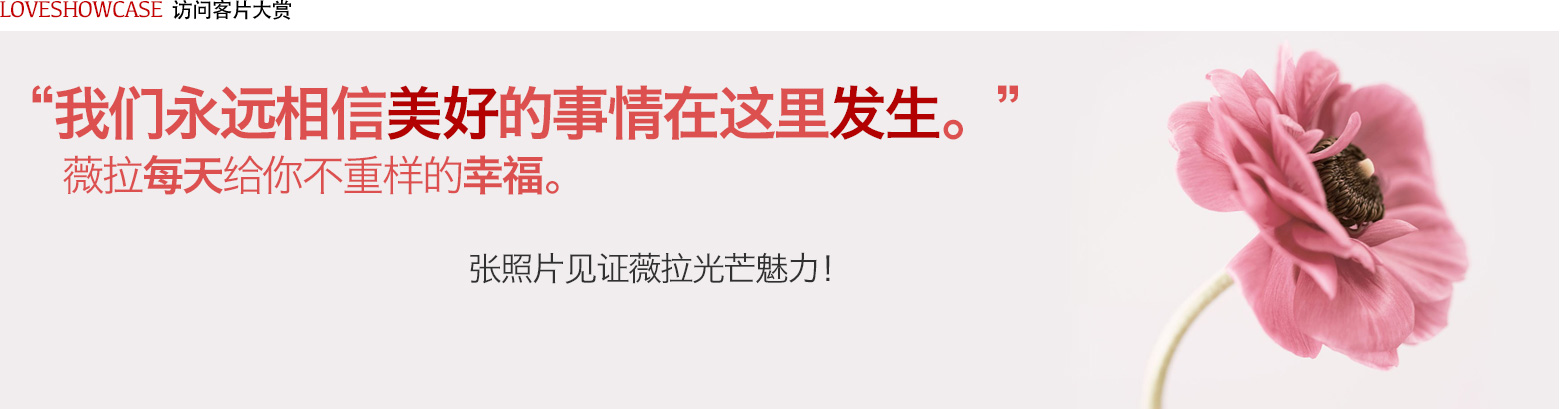 LOVESHOWCASE 访问客片大赏
“我们永远相信美好的事情在这里发生。”
薇拉每天给你不重样的幸福。
张照片见证薇拉光芒魅力！